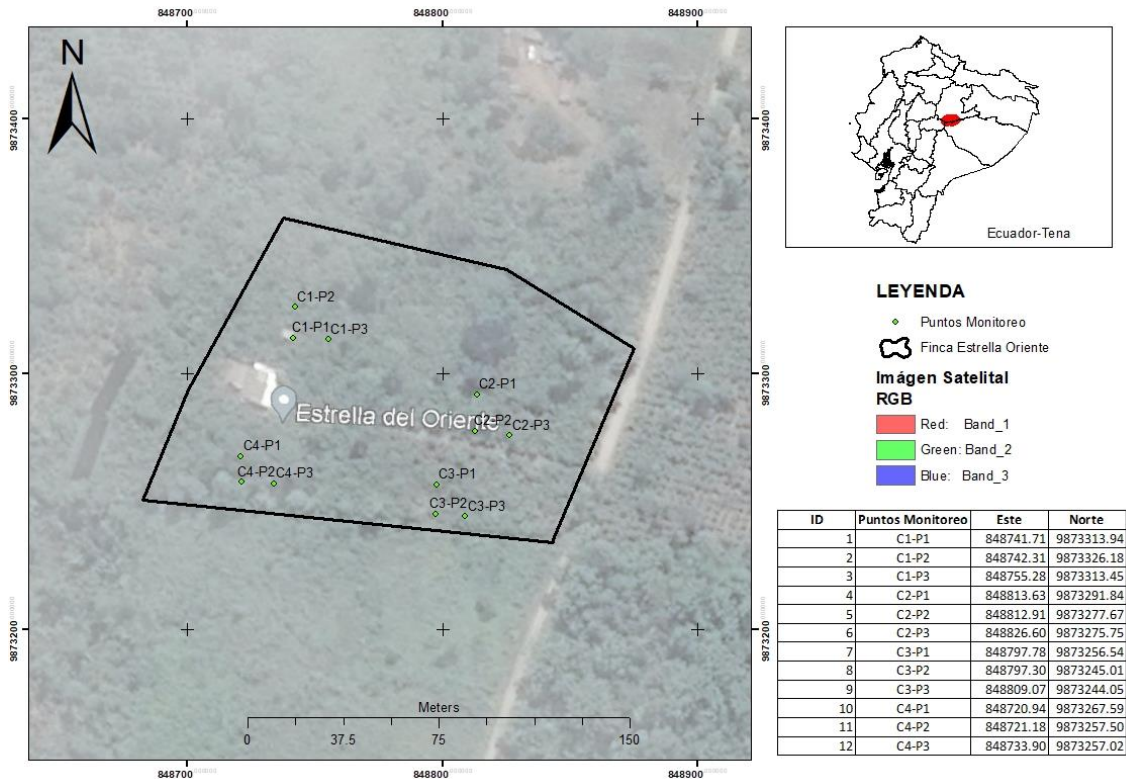 848700 848800 848900
N
9873400 9873400
Ecuador-Tena
LEYENDA
Puntos Monitoreo
Finca Estrella Oriente
Imágen Satelital
RGB
Red: Band_1
Green: Band_2
Blue: Band_3
C1-P2
C1-P1 C1-P3
9873300 9873300
C2-P1
Estrella del Oriente
C2-P2 C2-P3
C4-P1
C4-P2 C4-P3
C3-P1
C3-P2 C3-P3
9873200 9873200
Meters
0 37.5 75 150
848700 848800 848900
ID Puntos Monitoreo Este Norte
1 C1-P1 848741.71 9873313.94
2 C1-P2 848742.31 9873326.18
3 C1-P3 848755.28 9873313.45
4 C2-P1 848813.63 9873291.84
5 C2-P2 848812.91 9873277.67
6 C2-P3 848826.60 9873275.75
7 C3-P1 848797.78 9873256.54
8 C3-P2 848797.30 9873245.01
9 C3-P3 848809.07 9873244.05
10 C4-P1 848720.94 9873267.59
11 C4-P2 848721.18 9873257.50
12 C4-P3 848733.90 9873257.02